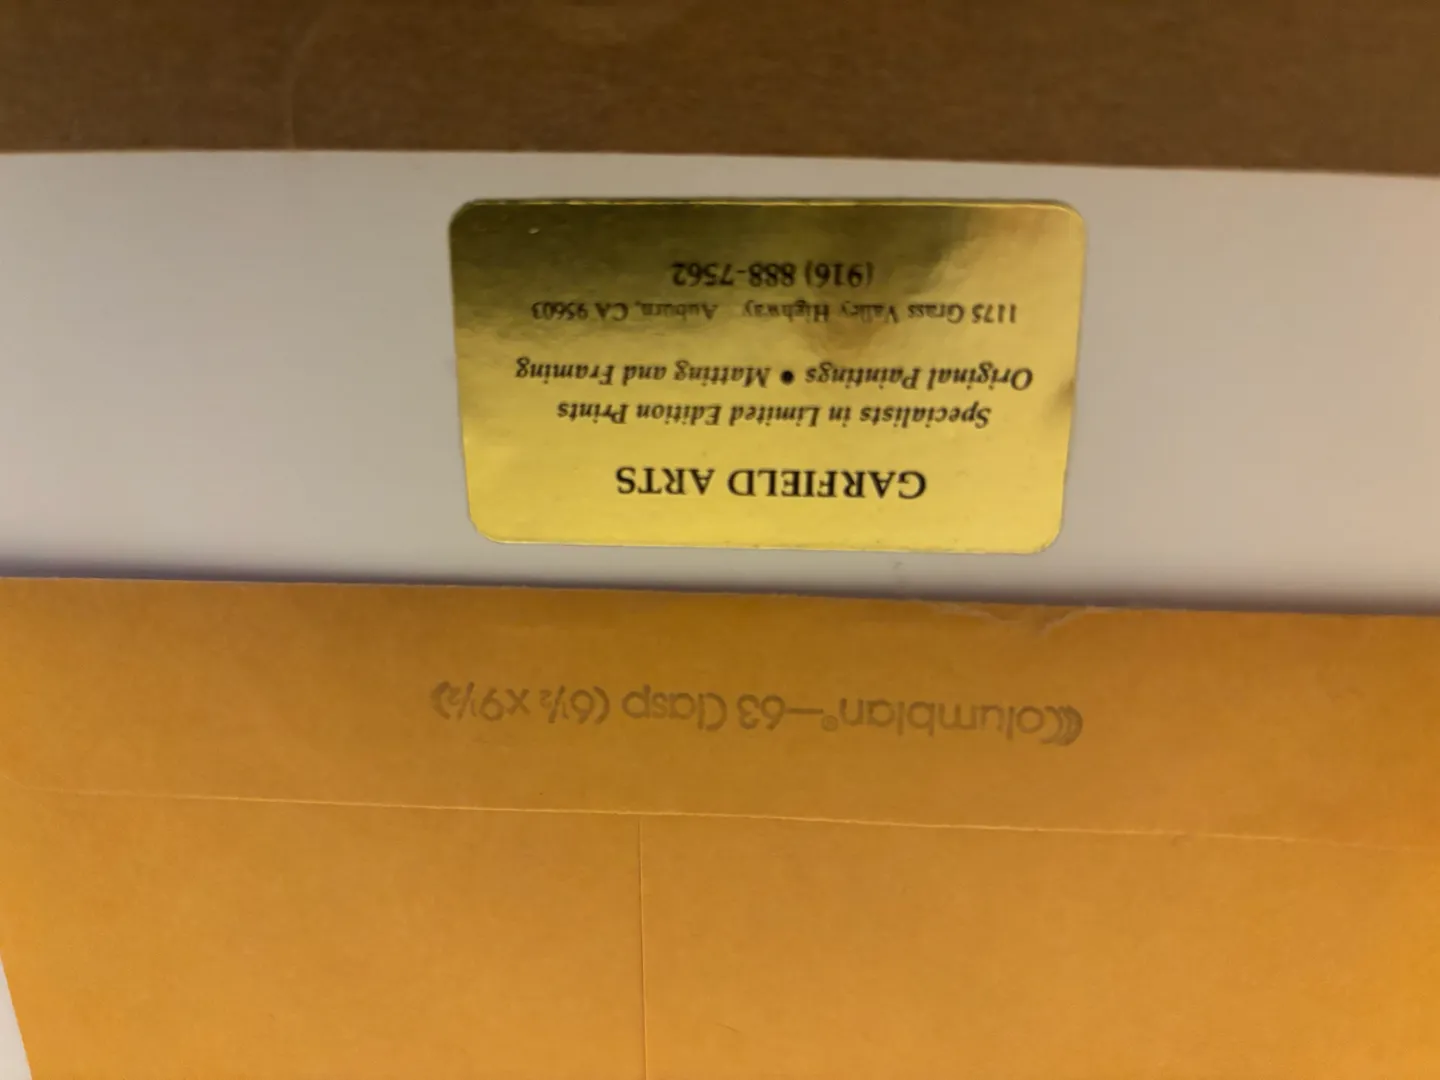 GARFIELD ARTS
Specialists in Limited Edition Prints
Original Paintings • Matting and Framing
1175 Grass Valley Highway Auburn, CA 95603
(916) 888-7562
Columbian®—63 Clasp (6½ x 9½)